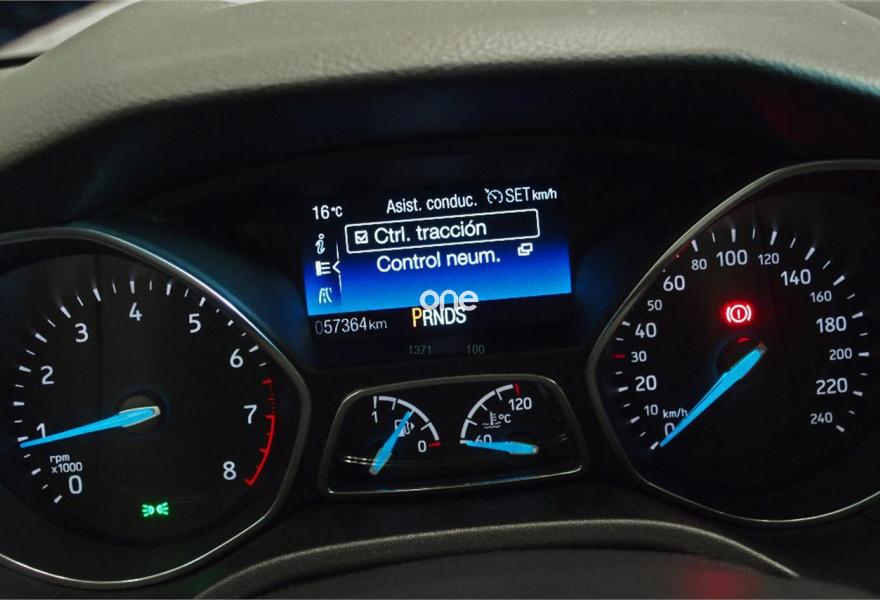 16°C
Asist. conduc.
SET km/h
Ctrl. tracción
Control neum.
one
057364 km
PRNDS
1371 100
0
1
2
3
4
5
6
7
8
rpm
x1000
1
0
60
120
°C
0
10
20
30
40
50
60
80
100
120
140
160
180
200
220
240
km/h